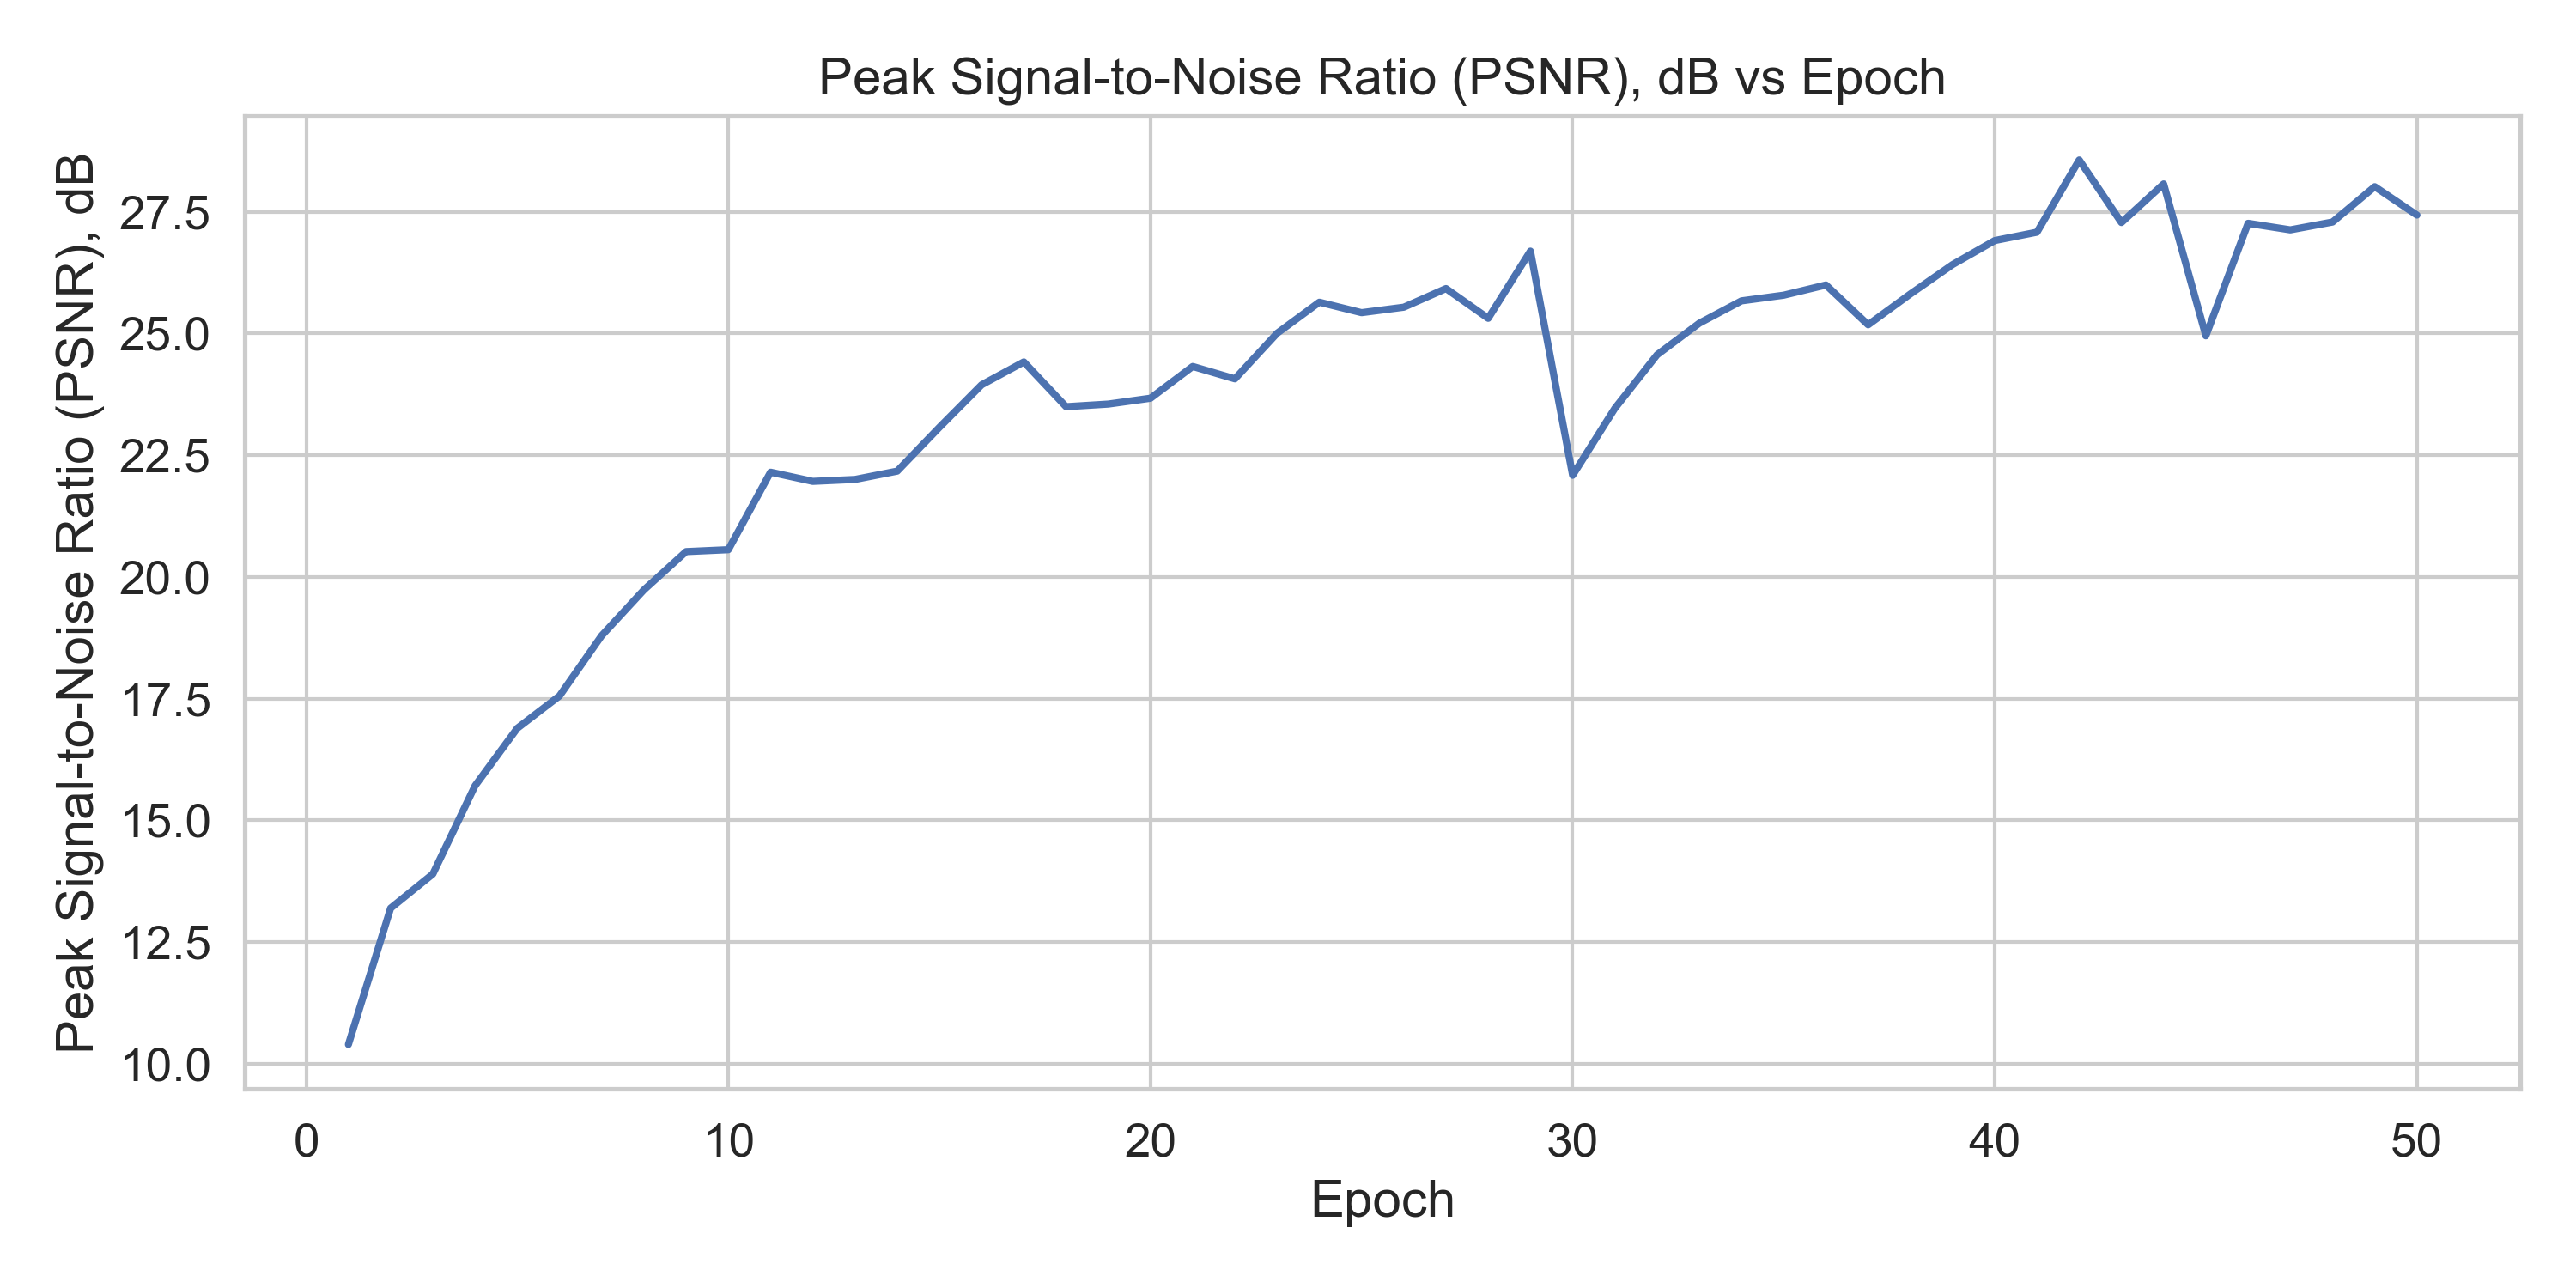 Peak Signal-to-Noise Ratio (PSNR), dB vs Epoch
Peak Signal-to-Noise Ratio (PSNR), dB
27.5
25.0
22.5
20.0
17.5
15.0
12.5
10.0
0 10 20 30 40 50
Epoch